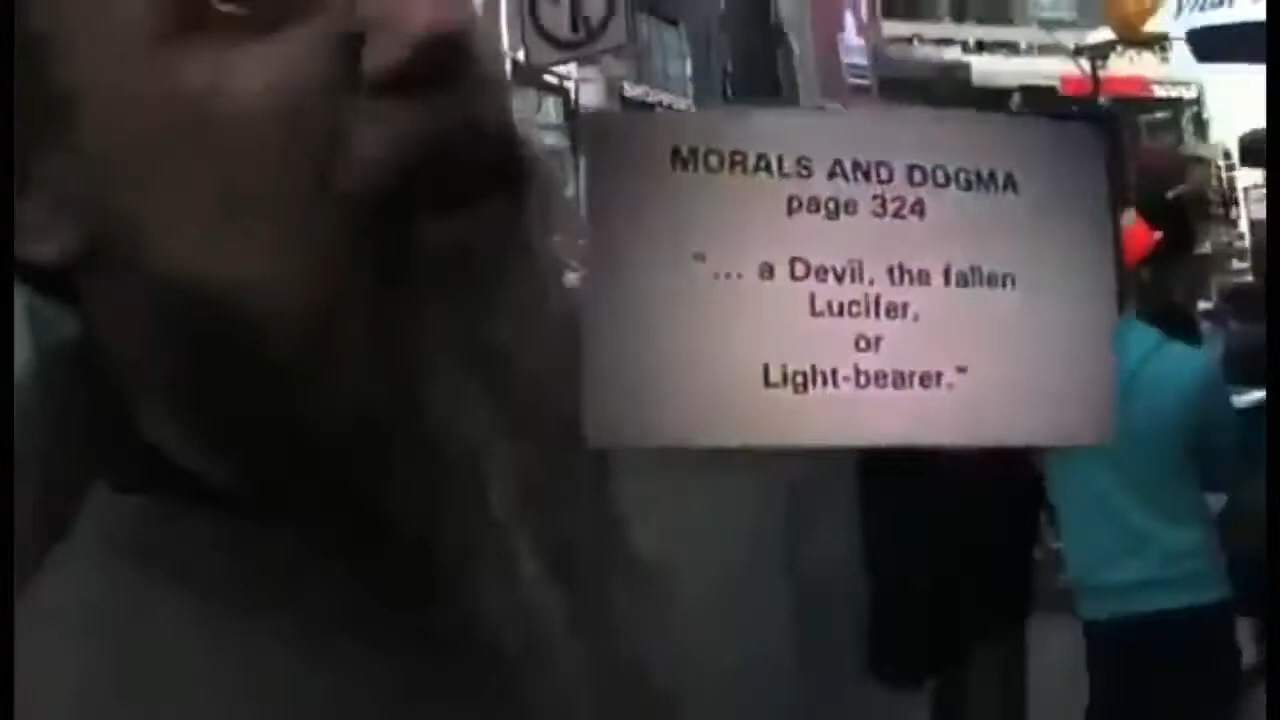 MORALS AND DOGMA
page 324
"... a Devil, the fallen
Lucifer,
or
Light-bearer."